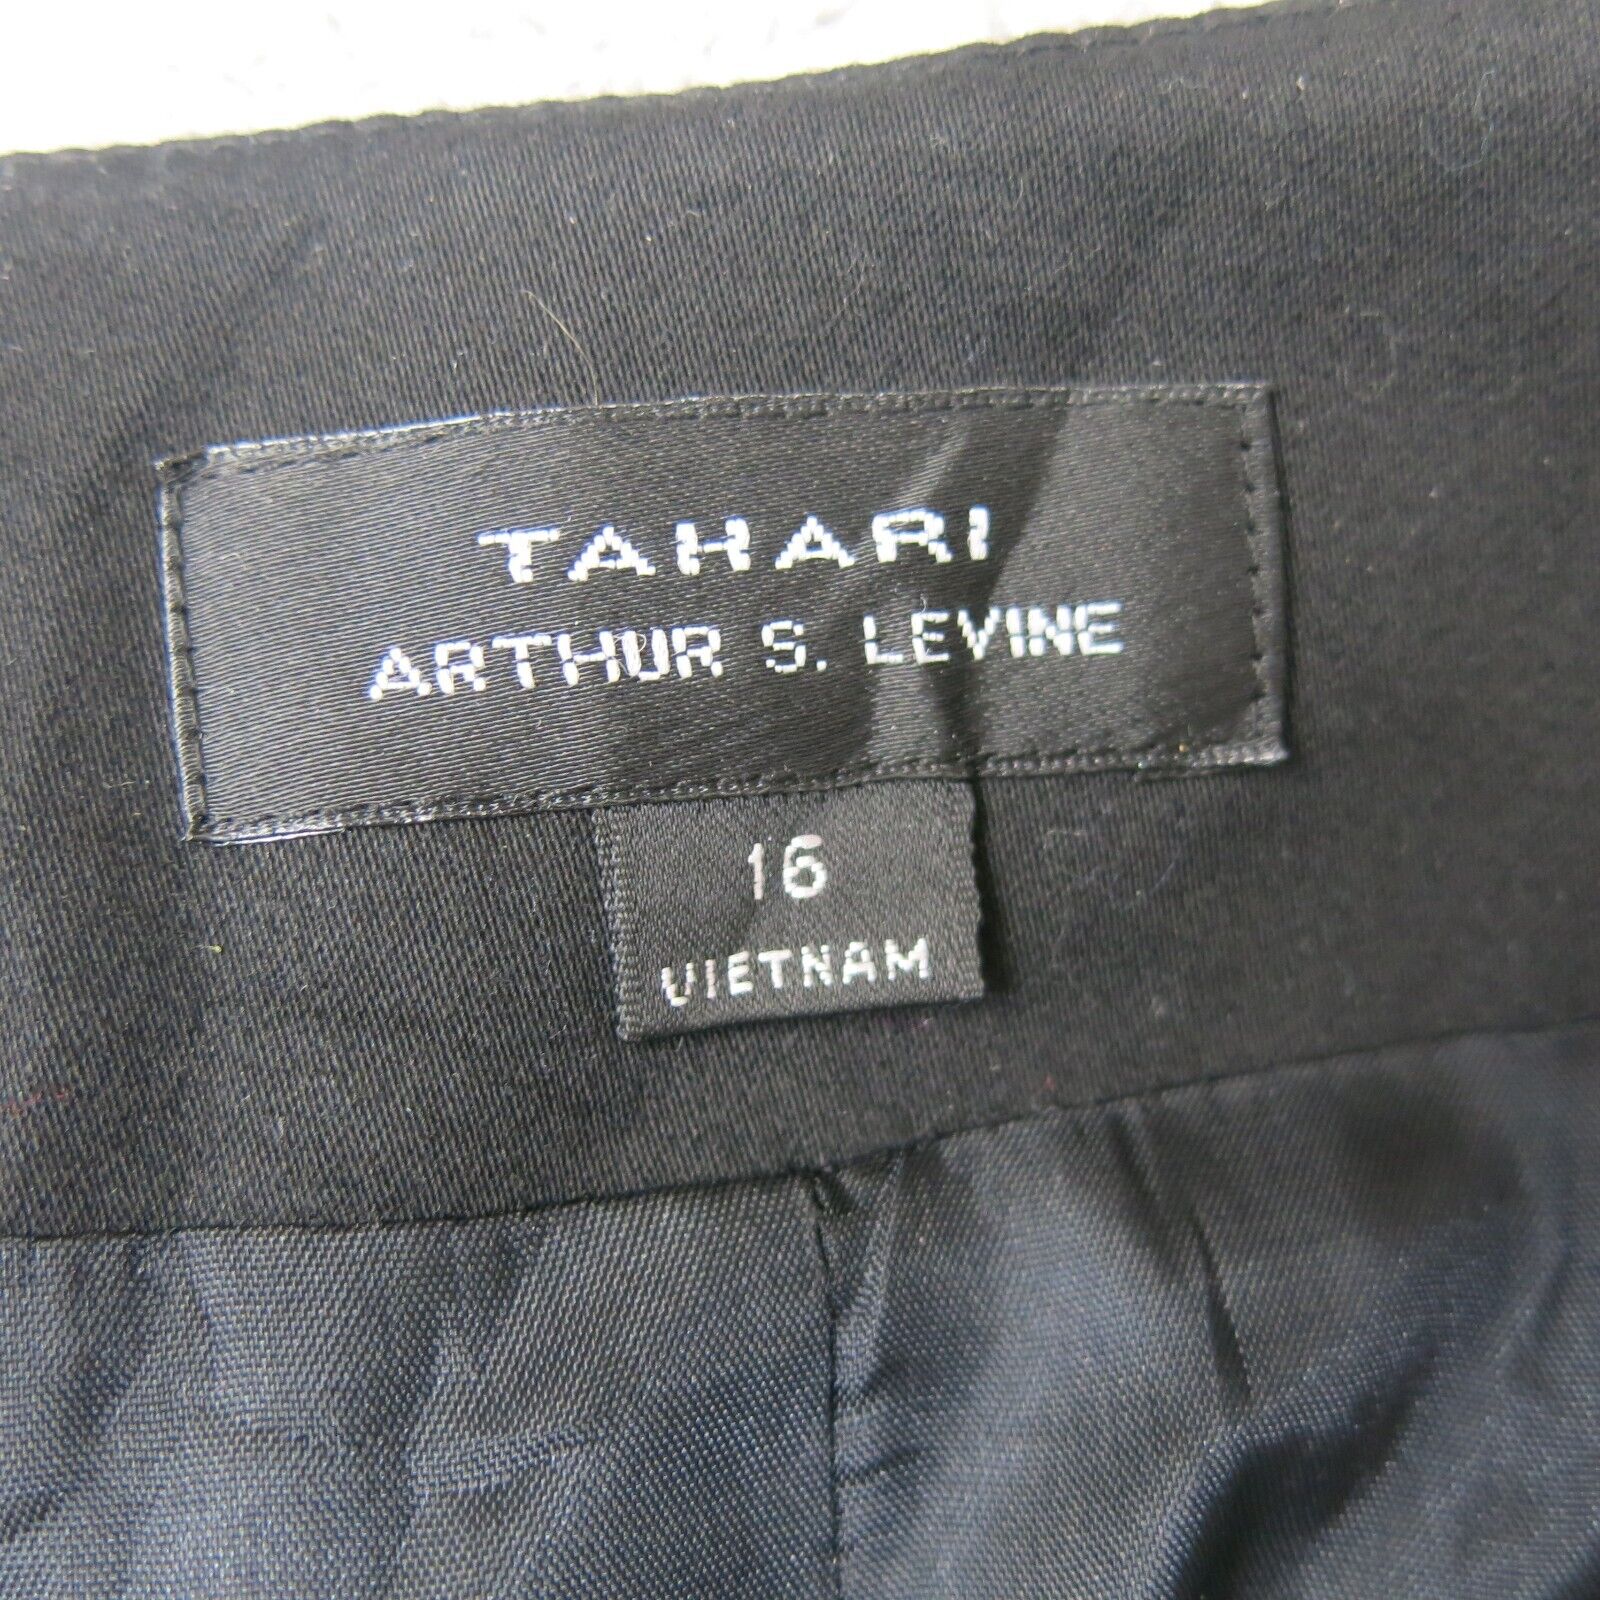 TAHARI
ARTHUR S. LEVINE
16
VIETNAM